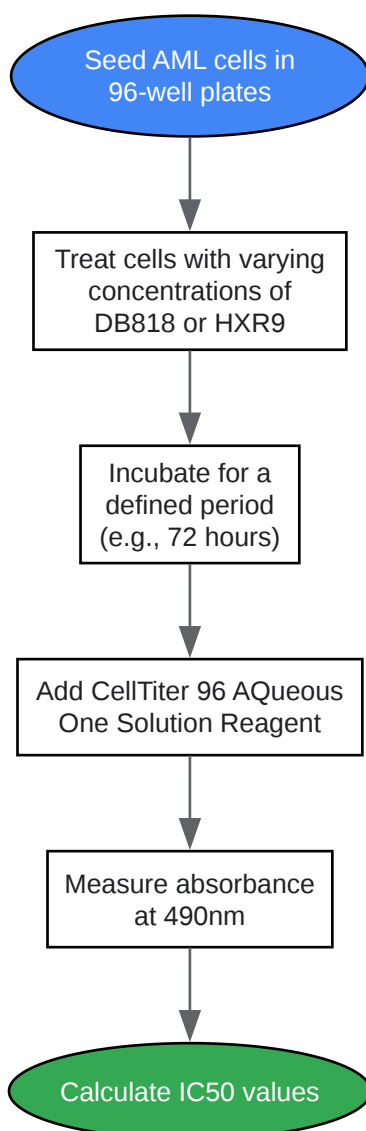 Seed AML cells in
96-well plates
Treat cells with varying
concentrations of
DB818 or HXR9
Incubate for a
defined period
(e.g., 72 hours)
Add CellTiter 96 AQueous
One Solution Reagent
Measure absorbance
at 490nm
Calculate IC50 values